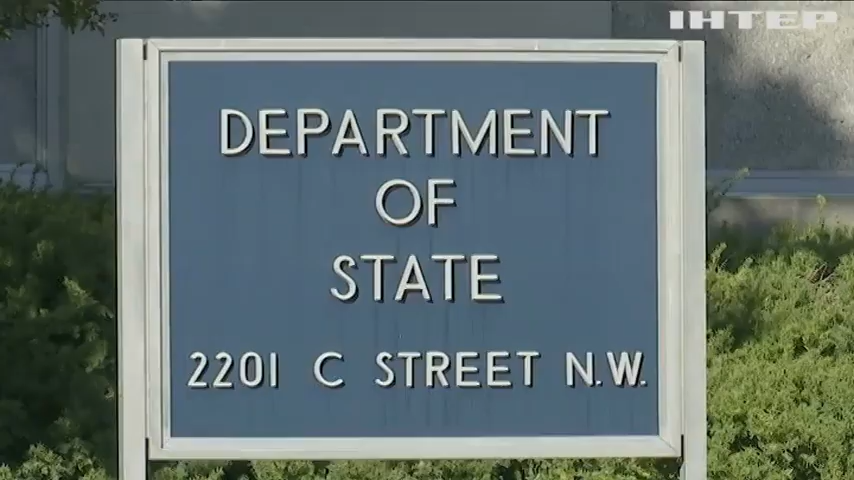 ІНТЕР
DEPARTMENT
OF
STATE
2201 C STREET N.W.